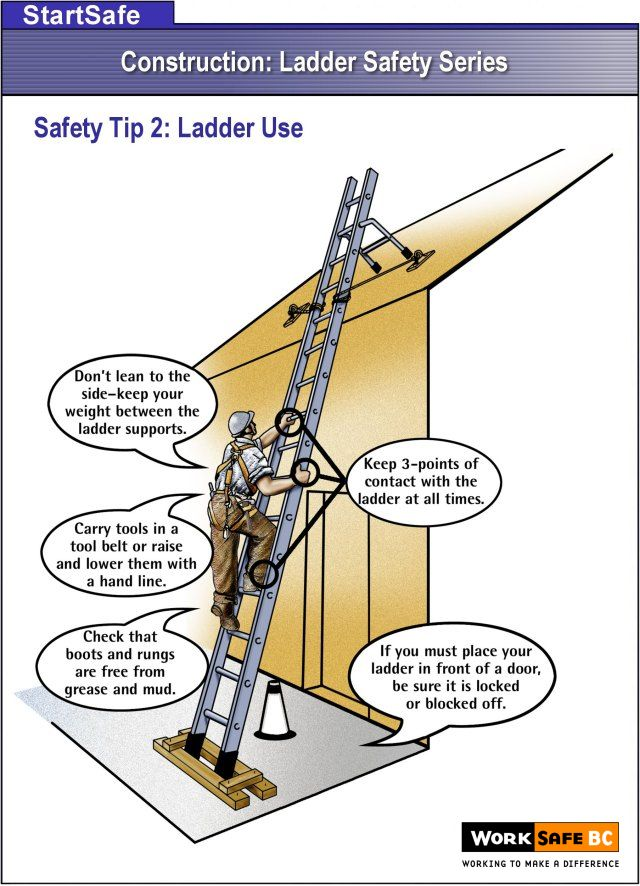 StartSafe
Construction: Ladder Safety Series
Safety Tip 2: Ladder Use
Don't lean to the
side–keep your
weight between the
ladder supports.
Keep 3-points of
contact with the
ladder at all times.
Carry tools in a
tool belt or raise
and lower them with
a hand line.
Check that
boots and rungs
are free from
grease and mud.
If you must place your
ladder in front of a door,
be sure it is locked
or blocked off.
WORK SAFE BC
WORKING TO MAKE A DIFFERENCE